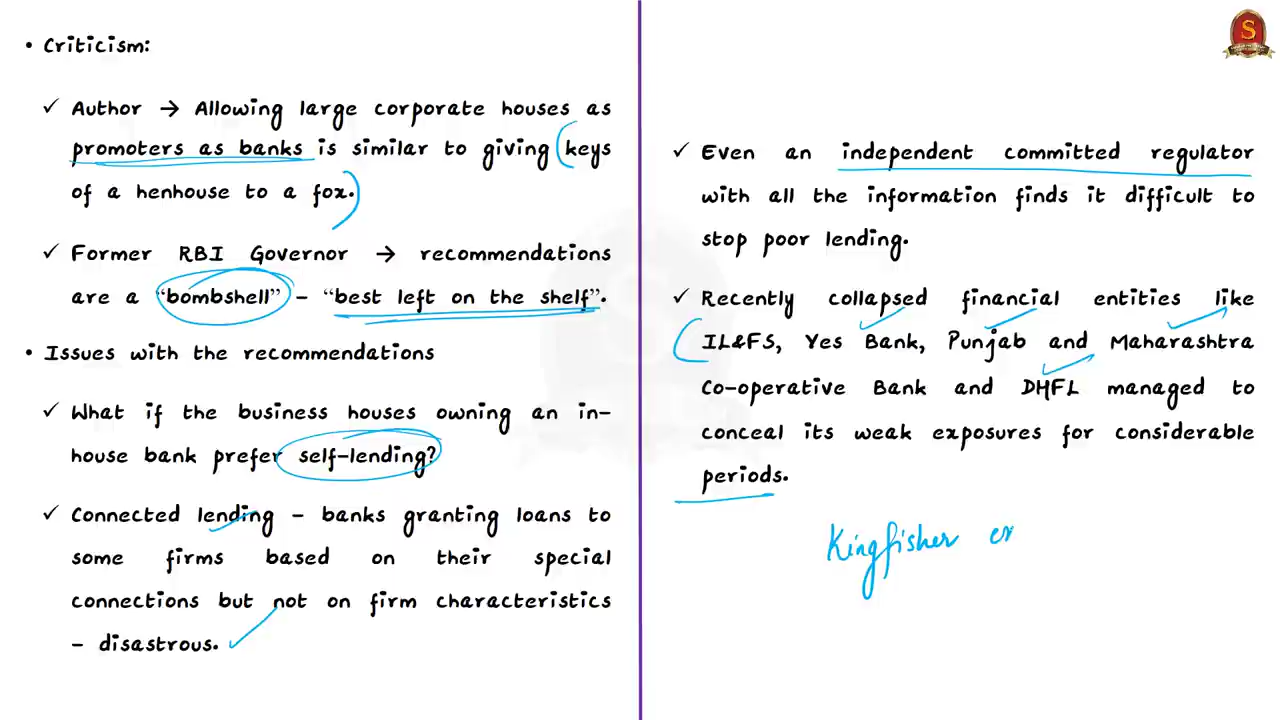 • Criticism:
✓ Author → Allowing large corporate houses as
promoters as banks is similar to giving keys
of a henhouse to a fox.
✓ Former RBI Governor → recommendations
are a “bombshell” – “best left on the shelf”.
• Issues with the recommendations
✓ What if the business houses owning an in-
house bank prefer self-lending?
✓ Connected lending – banks granting loans to
some firms based on their special
connections but not on firm characteristics
– disastrous.
✓ Even an independent committed regulator
with all the information finds it difficult to
stop poor lending.
✓ Recently collapsed financial entities like
IL&FS, Yes Bank, Punjab and Maharashtra
Co-operative Bank and DHFL managed to
conceal its weak exposures for considerable
periods.
Kingfisher
S